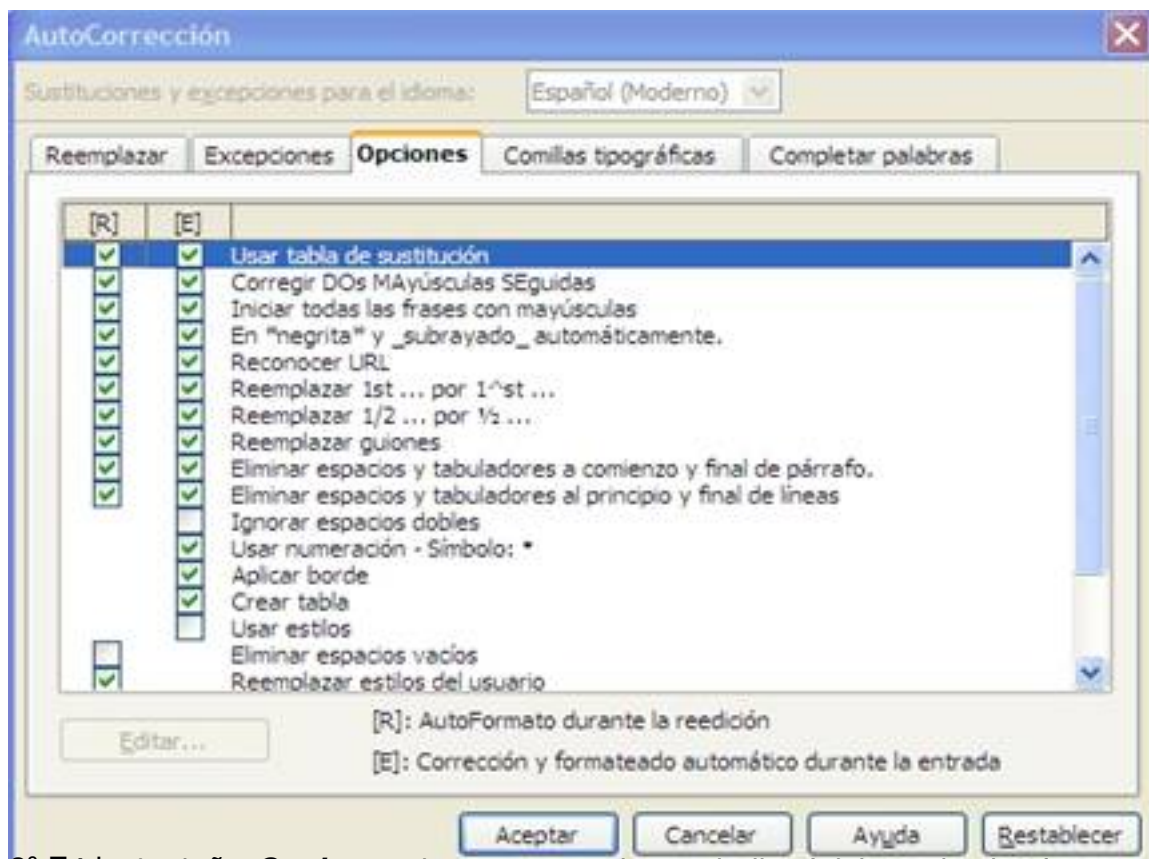 AutoCorrección
Sustituciones y excepciones para el idioma: Español (Moderno)
Reemplazar Excepciones Opciones Comillas tipográficas Completar palabras
[R] [E]
Usar tabla de sustitución
Corregir DOs MAyúsculas SEguidas
Iniciar todas las frases con mayúsculas
En *negrita* y _subrayado_ automáticamente.
Reconocer URL
Reemplazar 1st ... por 1^st ...
Reemplazar 1/2 ... por ½ ...
Reemplazar guiones
Eliminar espacios y tabuladores a comienzo y final de párrafo.
Eliminar espacios y tabuladores al principio y final de líneas
Ignorar espacios dobles
Usar numeración - Símbolo: •
Aplicar borde
Crear tabla
Usar estilos
Eliminar espacios vacíos
Reemplazar estilos del usuario
[R]: AutoFormato durante la reedición
Editar...
[E]: Corrección y formateado automático durante la entrada
Aceptar Cancelar Ayuda Restablecer